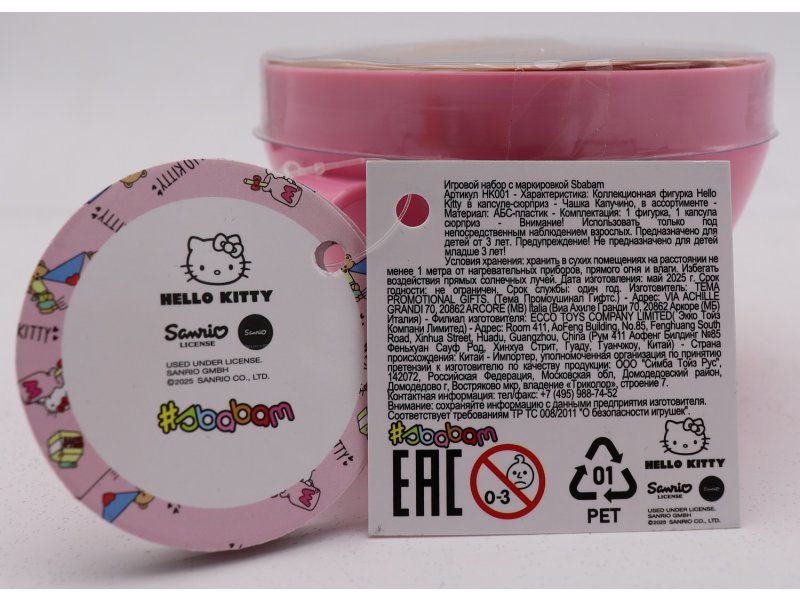 HELLO KITTY
Sanrio
LICENSE
Sanrio
USED UNDER LICENSE.
SANRIO GMBH
©2025 SANRIO CO., LTD.
#sbabam
Игровой набор с маркировкой Sbabam
Артикул HK001 - Характеристика: Коллекционная фигурка Hello
Kitty в капсуле-сюрприз - Чашка Капучино, в ассортименте -
Материал: АБС-пластик - Комплектация: 1 фигурка, 1 капсула
сюрприз - Внимание! Использовать только под
непосредственным наблюдением взрослых. Предназначено для
детей от 3 лет. Предупреждение! Не предназначено для детей
младше 3 лет!
Условия хранения: хранить в сухих помещениях на расстоянии не
менее 1 метра от нагревательных приборов, прямого огня и влаги. Избегать
воздействия прямых солнечных лучей. Дата изготовления: май 2025 г. Срок
годности: не ограничен. Срок службы: один год. Изготовитель: TEMA
PROMOTIONAL GIFTS. (Тема Промоушинал Гифтс.) - Адрес: VIA ACHILLE
GRANDI 70, 20862 ARCORE (MB) Italia (Виа Ахиле Гранди 70, 20862 Аркоре (МБ)
Италия) - Филиал изготовителя: ECCO TOYS COMPANY LIMITED( Экко Тойз
Компани Лимитед) - Адрес: Room 411, AoFeng Building, No.85, Fenghuang South
Road, Xinhua Street, Huadu, Guangzhou, China (Рум 411 Аофенг Билдинг №85
Феньхуан Сауф Род, Хинхуа Стрит, Гуаду, Гуанчжоу, Китай) - Страна
происхождения: Китай - Импортер, уполномоченная организация по принятию
претензий к изготовителю по качеству продукции: ООО "Симба Тойз Рус",
142072, Российская Федерация, Московская обл, Домодедовский район,
Домодедово г, Востряково мкр, владение «Триколор», строение 7.
Контактная информация: тел/факс: +7 (495) 988-74-52
Внимание: сохраняйте информацию с данными предприятия изготовителя.
Соответствует требованиям ТР ТС 008/2011 "О безопасности игрушек".
#sbabam
EAC
0-3
01
PET
HELLO KITTY
Sanrio
LICENSE
USED UNDER LICENSE.
SANRIO GMBH
©2025 SANRIO CO., LTD.